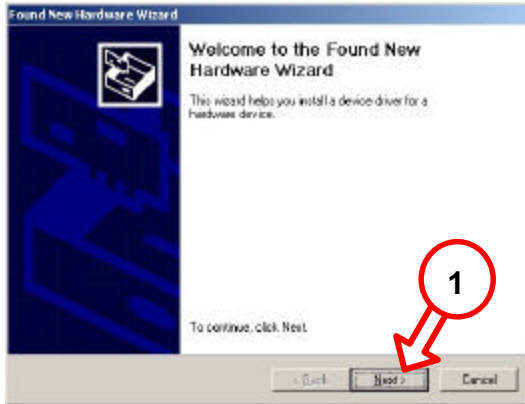 Found New Hardware Wizard
Welcome to the Found New
Hardware Wizard
This wizard helps you install a device driver for a
hardware device.
1
To continue, click Next.
< Back Next > Cancel